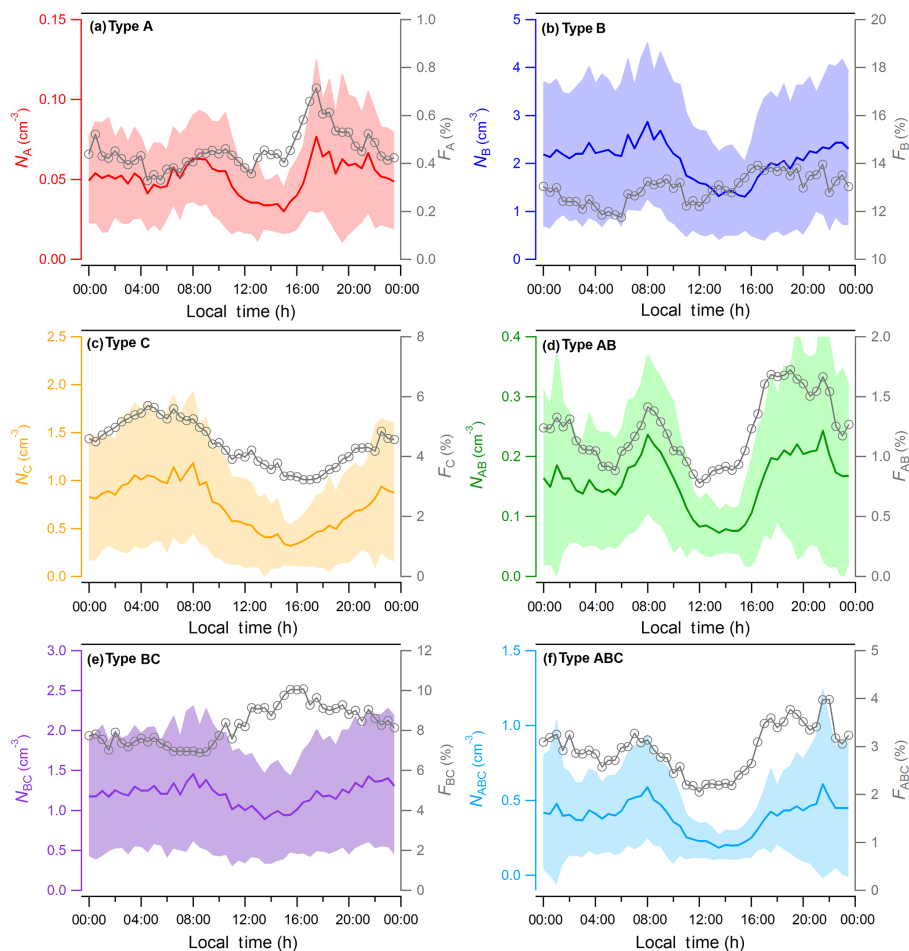 (a) Type A
0.15
0.10
0.05
0.00
N_A (cm⁻³)
1.0
0.8
0.6
0.4
0.2
0.0
F_A (%)
00:00 04:00 08:00 12:00 16:00 20:00 00:00
Local time (h)
(b) Type B
5
4
3
2
1
0
N_B (cm⁻³)
20
18
16
14
12
10
F_B (%)
00:00 04:00 08:00 12:00 16:00 20:00 00:00
Local time (h)
(c) Type C
2.5
2.0
1.5
1.0
0.5
0.0
N_C (cm⁻³)
8
6
4
2
0
F_C (%)
00:00 04:00 08:00 12:00 16:00 20:00 00:00
Local time (h)
(d) Type AB
0.4
0.3
0.2
0.1
0.0
N_AB (cm⁻³)
2.0
1.5
1.0
0.5
0.0
F_AB (%)
00:00 04:00 08:00 12:00 16:00 20:00 00:00
Local time (h)
(e) Type BC
3.0
2.5
2.0
1.5
1.0
0.5
0.0
N_BC (cm⁻³)
12
10
8
6
4
2
0
F_BC (%)
00:00 04:00 08:00 12:00 16:00 20:00 00:00
Local time (h)
(f) Type ABC
1.5
1.0
0.5
0.0
N_ABC (cm⁻³)
5
4
3
2
1
0
F_ABC (%)
00:00 04:00 08:00 12:00 16:00 20:00 00:00
Local time (h)